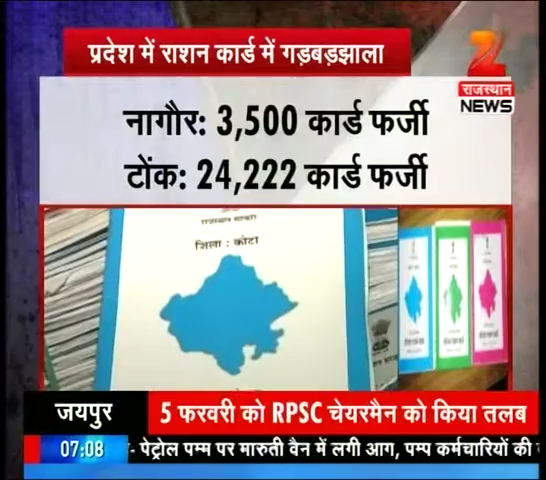 प्रदेश में राशन कार्ड में गड़बड़झाला
राजस्थान
NEWS
नागौर: 3,500 कार्ड फर्जी
टोंक: 24,222 कार्ड फर्जी
राजस्थान सरकार
जिला : कोटा
जयपुर
5 फरवरी को RPSC चेयरमैन को किया तलब
07:08
- पेट्रोल पम्म पर मारुती वैन में लगी आग, पम्प कर्मचारियों की